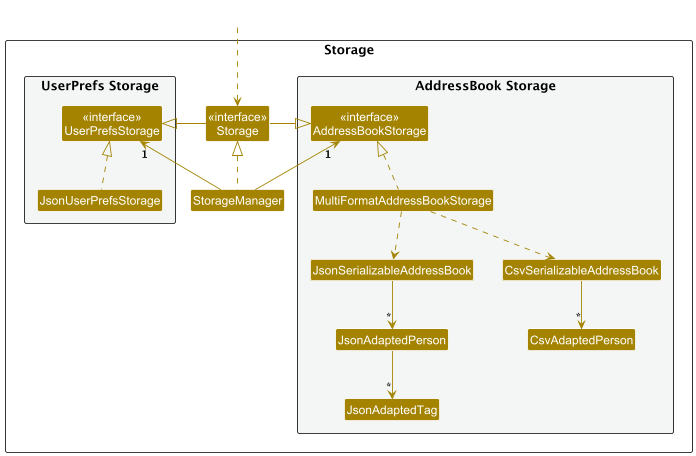 Storage
UserPrefs Storage
AddressBook Storage
«interface»
UserPrefsStorage
«interface»
Storage
«interface»
AddressBookStorage
1
1
JsonUserPrefsStorage
StorageManager
MultiFormatAddressBookStorage
JsonSerializableAddressBook
CsvSerializableAddressBook
*
*
JsonAdaptedPerson
CsvAdaptedPerson
*
JsonAdaptedTag